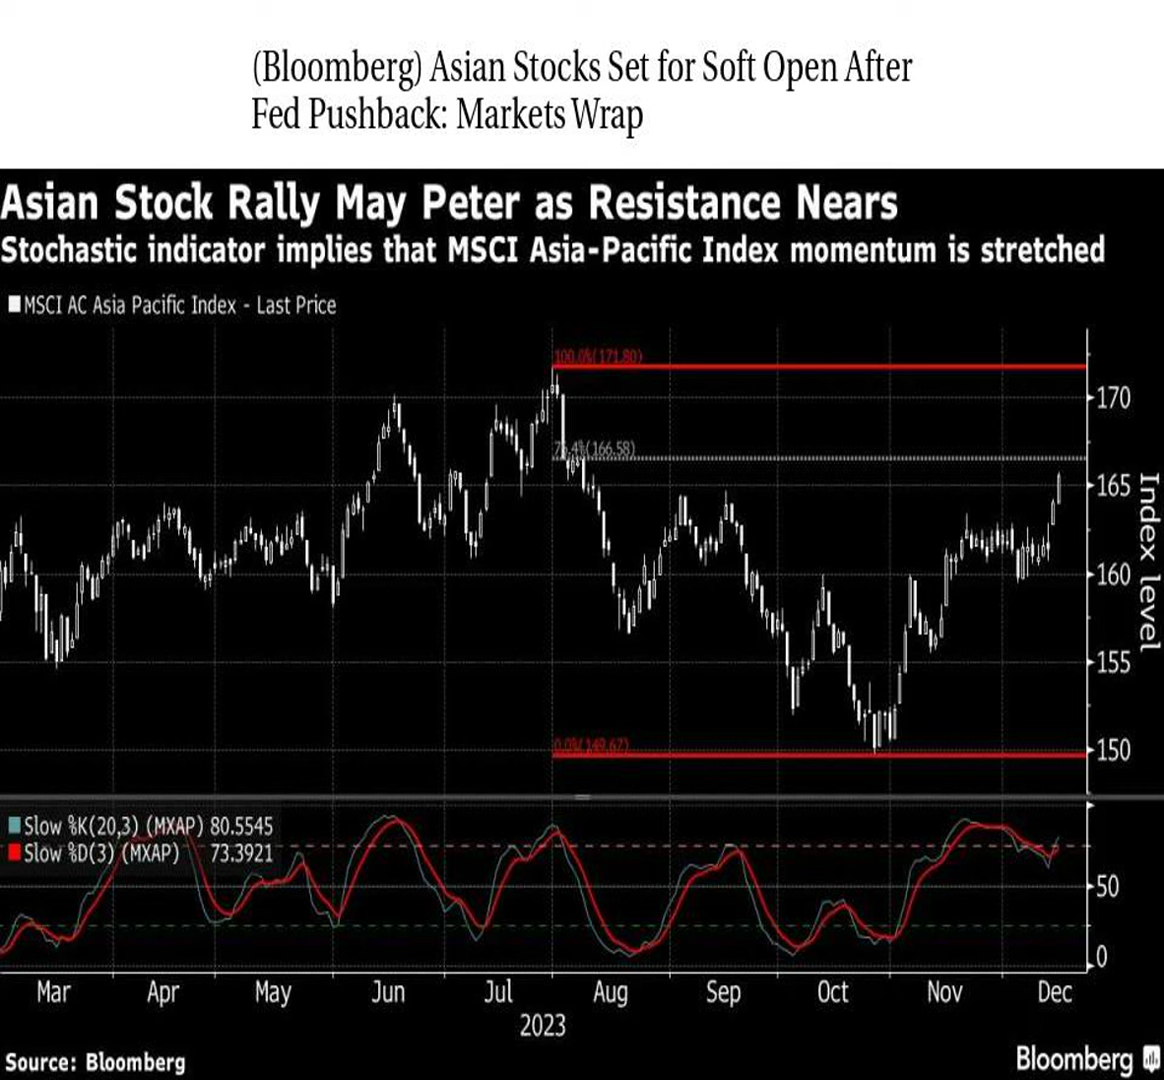 (Bloomberg) Asian Stocks Set for Soft Open After
Fed Pushback: Markets Wrap
Asian Stock Rally May Peter as Resistance Nears
Stochastic indicator implies that MSCI Asia-Pacific Index momentum is stretched
MSCI AC Asia Pacific Index - Last Price
100.0%(171.80)
76.4%(166.58)
0.0%(149.67)
170
165
160
155
150
Index level
Slow %K(20,3) (MXAP) 80.5545
Slow %D(3) (MXAP) 73.3921
50
0
Mar Apr May Jun Jul Aug Sep Oct Nov Dec
2023
Source: Bloomberg
Bloomberg